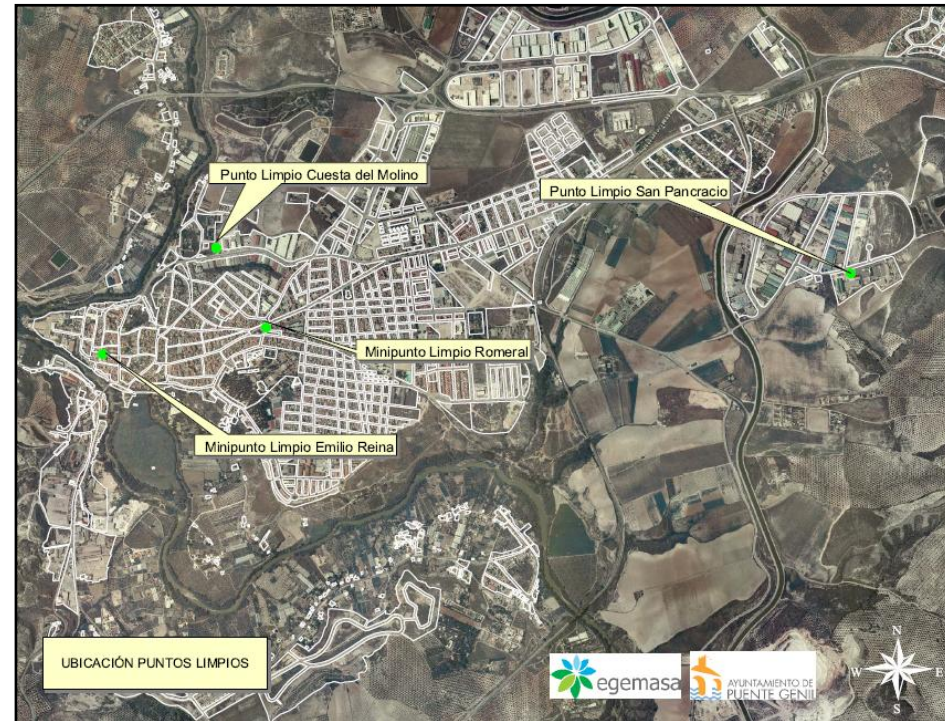 Punto Limpio Cuesta del Molino
Punto Limpio San Pancracio
Minipunto Limpio Romeral
Minipunto Limpio Emilio Reina
UBICACIÓN PUNTOS LIMPIOS
egemasa
AYUNTAMIENTO DE
PUENTE GENIL
N
W E
S